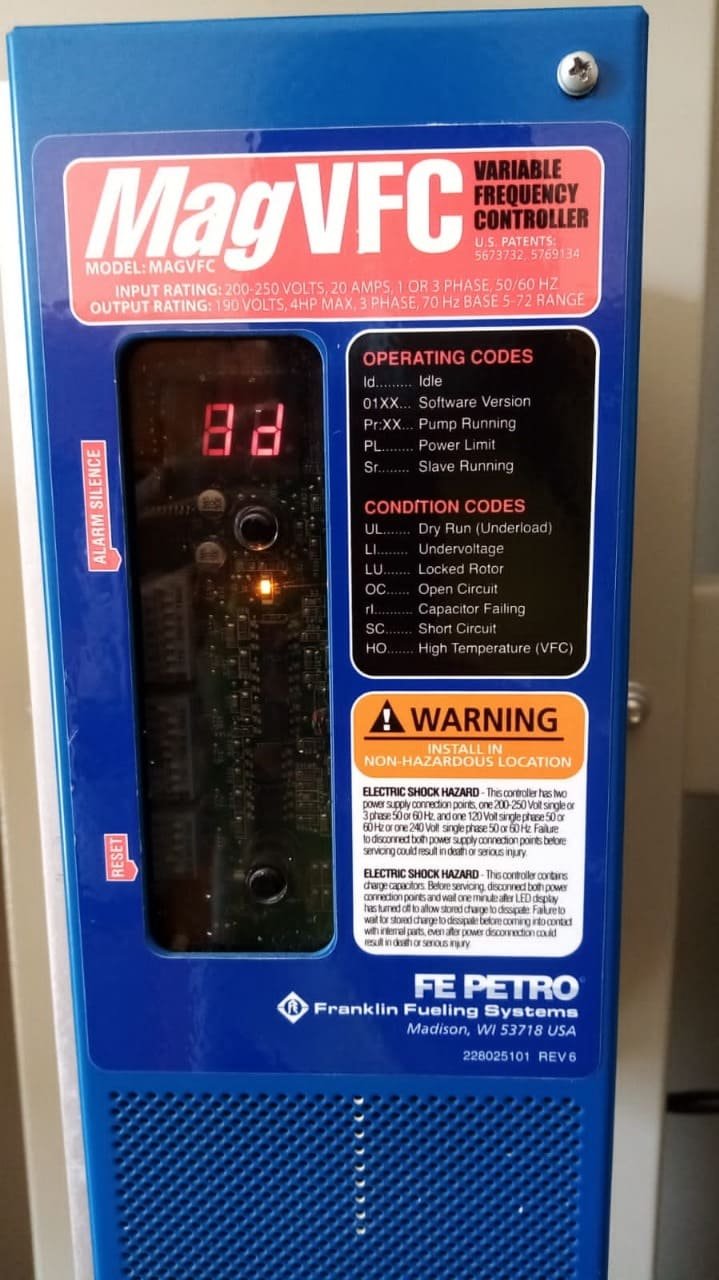 MagVFC
VARIABLE
FREQUENCY
CONTROLLER
U.S. PATENTS:
5673732, 5769134
MODEL: MAGVFC
INPUT RATING: 200-250 VOLTS, 20 AMPS, 1 OR 3 PHASE, 50/60 HZ
OUTPUT RATING: 190 VOLTS, 4HP MAX, 3 PHASE, 70 Hz BASE 5-72 RANGE
8d
ALARM SILENCE
RESET
OPERATING CODES
Id......... Idle
01XX... Software Version
Pr:XX... Pump Running
PL........ Power Limit
Sr........ Slave Running
CONDITION CODES
UL...... Dry Run (Underload)
LI........ Undervoltage
LU...... Locked Rotor
OC..... Open Circuit
rI......... Capacitor Failing
SC...... Short Circuit
HO...... High Temperature (VFC)
WARNING
INSTALL IN
NON-HAZARDOUS LOCATION
ELECTRIC SHOCK HAZARD - This controller has two
power supply connection points, one 200-250 Volt single or
3 phase 50 or 60 Hz, and one 120 Volt single phase 50 or
60 Hz or one 240 Volt single phase 50 or 60 Hz. Failure
to disconnect both power supply connection points before
servicing could result in death or serious injury.
ELECTRIC SHOCK HAZARD - This controller contains
charge capacitors. Before servicing, disconnect both power
connection points and wait one minute after LED display
has turned off to allow stored charge to dissipate. Failure to
wait for stored charge to dissipate before coming into contact
with internal parts, even after power disconnection could
result in death or serious injury.
FE PETRO
Franklin Fueling Systems
Madison, WI 53718 USA
228025101 REV 6